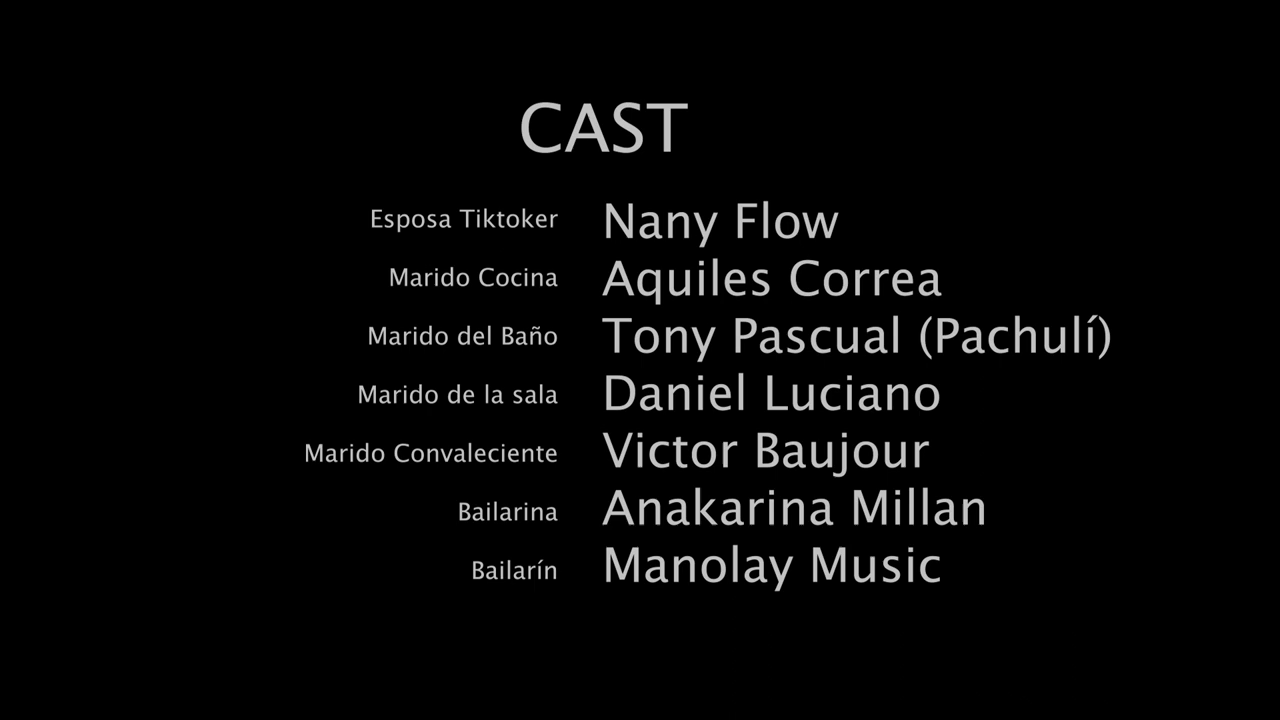 CAST
Esposa Tiktoker Nany Flow
Marido Cocina Aquiles Correa
Marido del Baño Tony Pascual (Pachulí)
Marido de la sala Daniel Luciano
Marido Convaleciente Victor Baujour
Bailarina Anakarina Millan
Bailarín Manolay Music